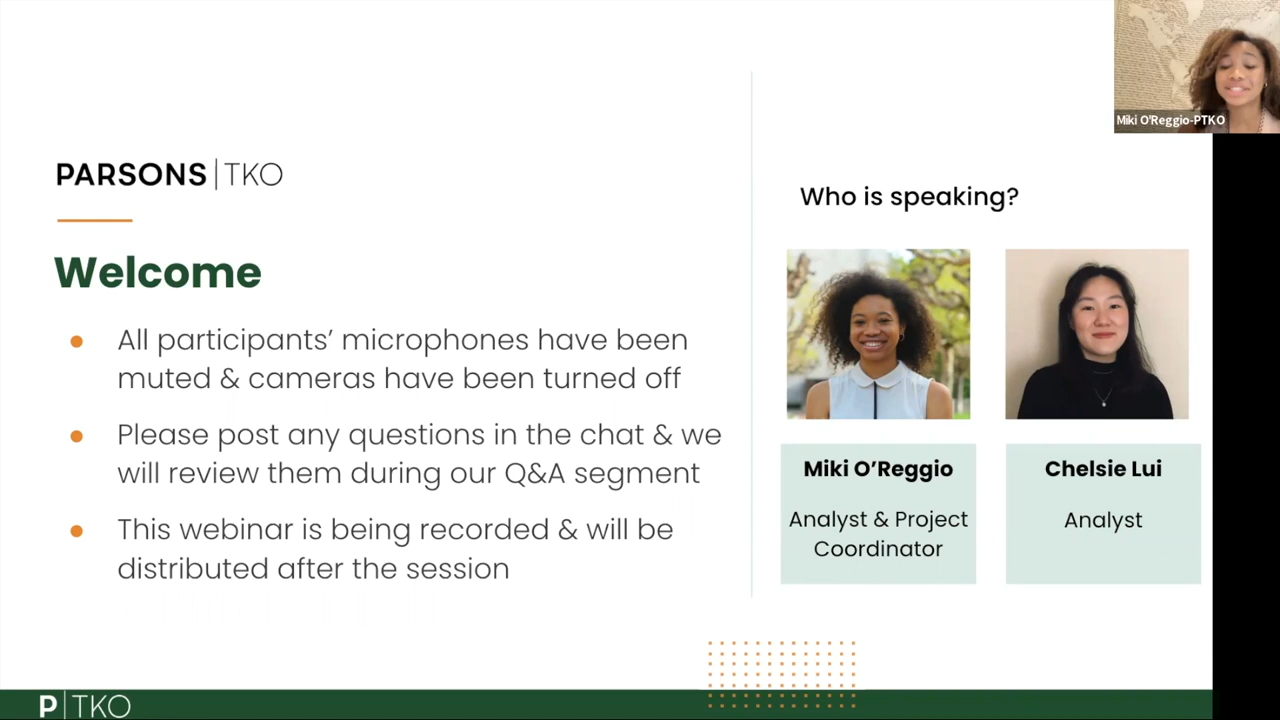 Miki O'Reggio-PTKO
PARSONS|TKO
Welcome
All participants' microphones have been
muted & cameras have been turned off
Please post any questions in the chat & we
will review them during our Q&A segment
This webinar is being recorded & will be
distributed after the session
Who is speaking?
Miki O'Reggio
Analyst & Project
Coordinator
Chelsie Lui
Analyst
P|TKO